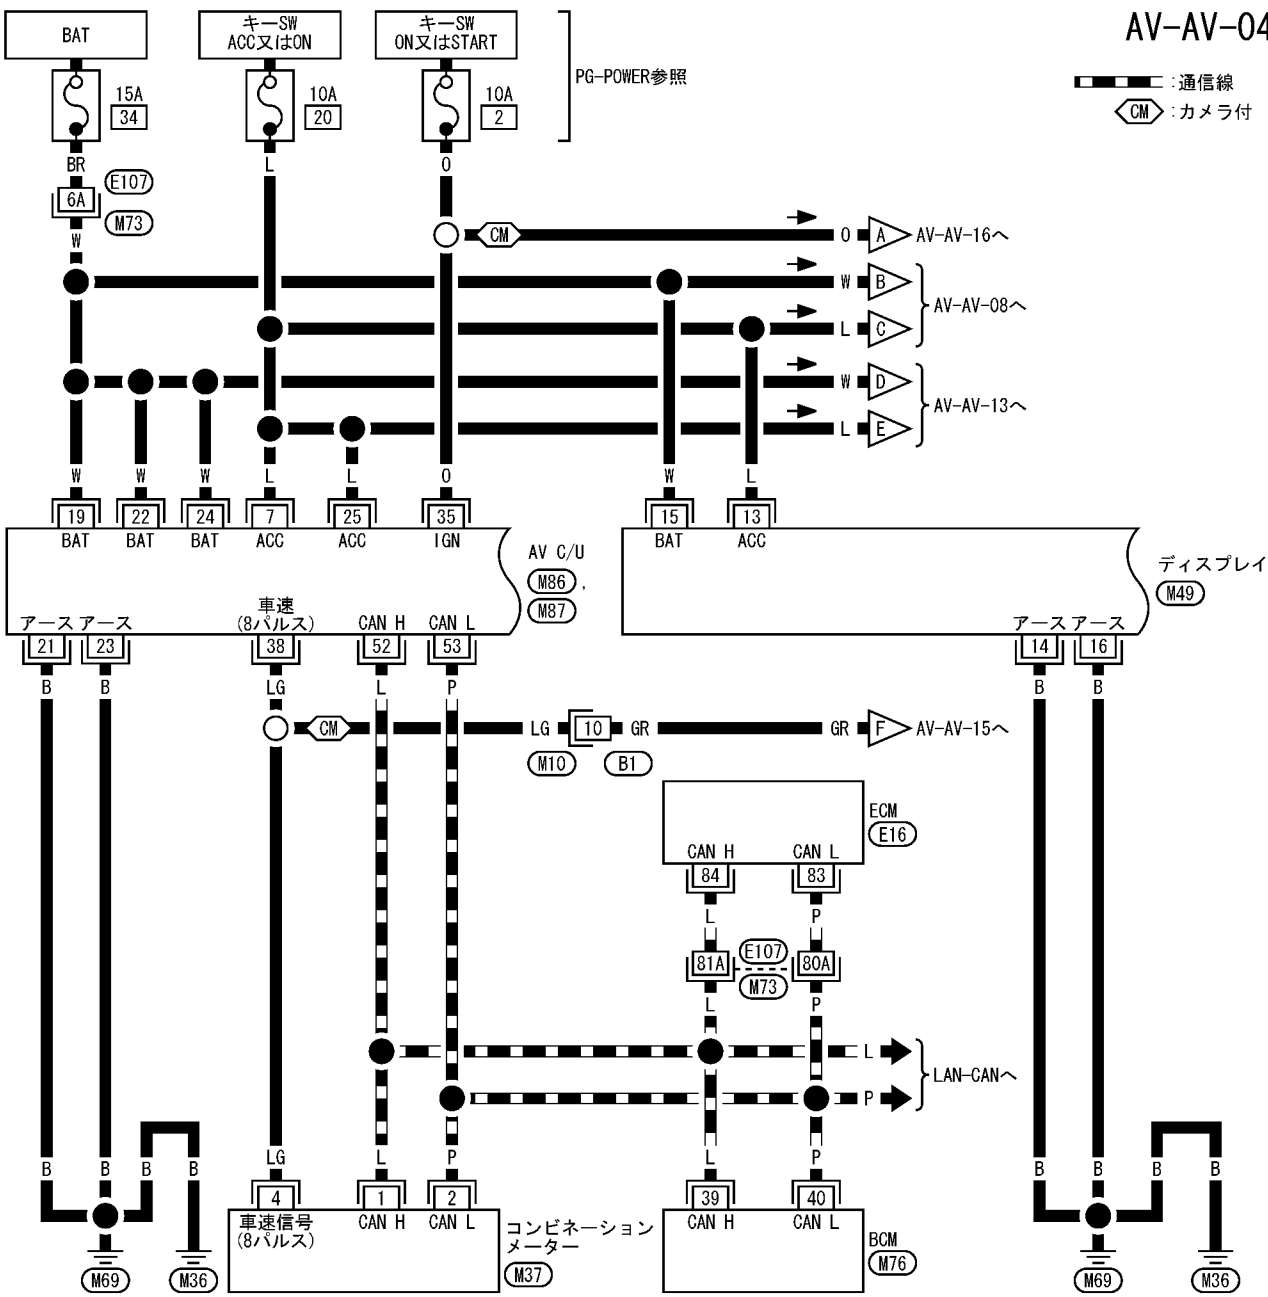 AV-AV-04
BAT
キーSW
ACC又はON
キーSW
ON又はSTART
PG-POWER参照
:通信線
CM :カメラ付
15A
34
10A
20
10A
2
BR
L
O
6A
E107
M73
W
CM
O A AV-AV-16へ
W B
AV-AV-08へ
L C
W D
AV-AV-13へ
L E
W W W L L O W L
19 22 24 7 25 35 15 13
BAT BAT BAT ACC ACC IGN BAT ACC
AV C/U
M86 ,
M87
ディスプレイ
M49
アース アース
車速
(8パルス)
CAN H CAN L
アース アース
21 23 38 52 53 14 16
B B LG L P B B
CM
LG 10 GR
GR F AV-AV-15へ
M10 B1
ECM
E16
CAN H CAN L
84 83
L P
81A E107 80A
M73
L P
L
LAN-CANへ
P
B B B B LG L P L P B B B B
4 1 2 39 40
車速信号
(8パルス)
CAN H CAN L
コンビネーション
メーター
M37
CAN H CAN L
BCM
M76
M69 M36
M69 M36